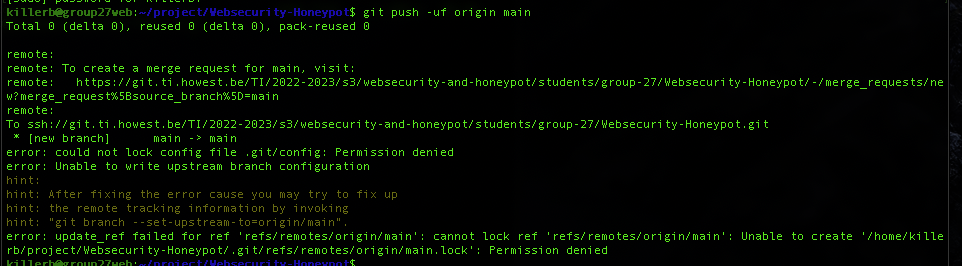 [sudo] password for killerb:
killerb@group27web:~/project/Websecurity-Honeypot$ git push -uf origin main
Total 0 (delta 0), reused 0 (delta 0), pack-reused 0
remote:
remote: To create a merge request for main, visit:
remote:   https://git.ti.howest.be/TI/2022-2023/s3/websecurity-and-honeypot/students/group-27/Websecurity-Honeypot/-/merge_requests/ne
w?merge_request%5Bsource_branch%5D=main
remote:
To ssh://git.ti.howest.be/TI/2022-2023/s3/websecurity-and-honeypot/students/group-27/Websecurity-Honeypot.git
 * [new branch]      main -> main
error: could not lock config file .git/config: Permission denied
error: Unable to write upstream branch configuration
hint:
hint: After fixing the error cause you may try to fix up
hint: the remote tracking information by invoking
hint: "git branch --set-upstream-to=origin/main".
error: update_ref failed for ref 'refs/remotes/origin/main': cannot lock ref 'refs/remotes/origin/main': Unable to create '/home/kille
rb/project/Websecurity-Honeypot/.git/refs/remotes/origin/main.lock': Permission denied
killerb@group27web:~/project/Websecurity-Honeypot$